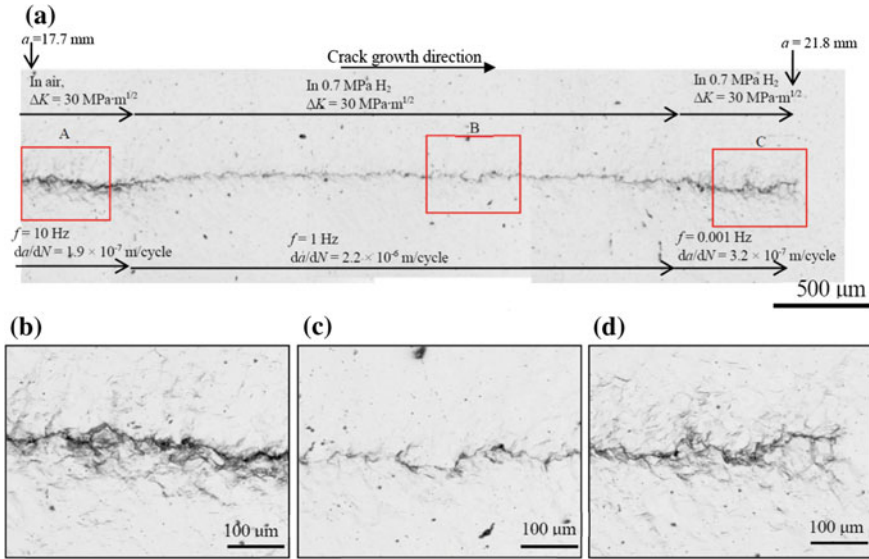 (a)
a =17.7 mm
Crack growth direction
a = 21.8 mm
In air,
ΔK = 30 MPa·m1/2
In 0.7 MPa H2
ΔK = 30 MPa·m1/2
In 0.7 MPa H2
ΔK = 30 MPa·m1/2
A
B
C
f = 10 Hz
da/dN = 1.9 × 10-7 m/cycle
f = 1 Hz
da/dN = 2.2 × 10-6 m/cycle
f = 0.001 Hz
da/dN = 3.2 × 10-7 m/cycle
500 μm
(b)
(c)
(d)
100 μm
100 μm
100 μm